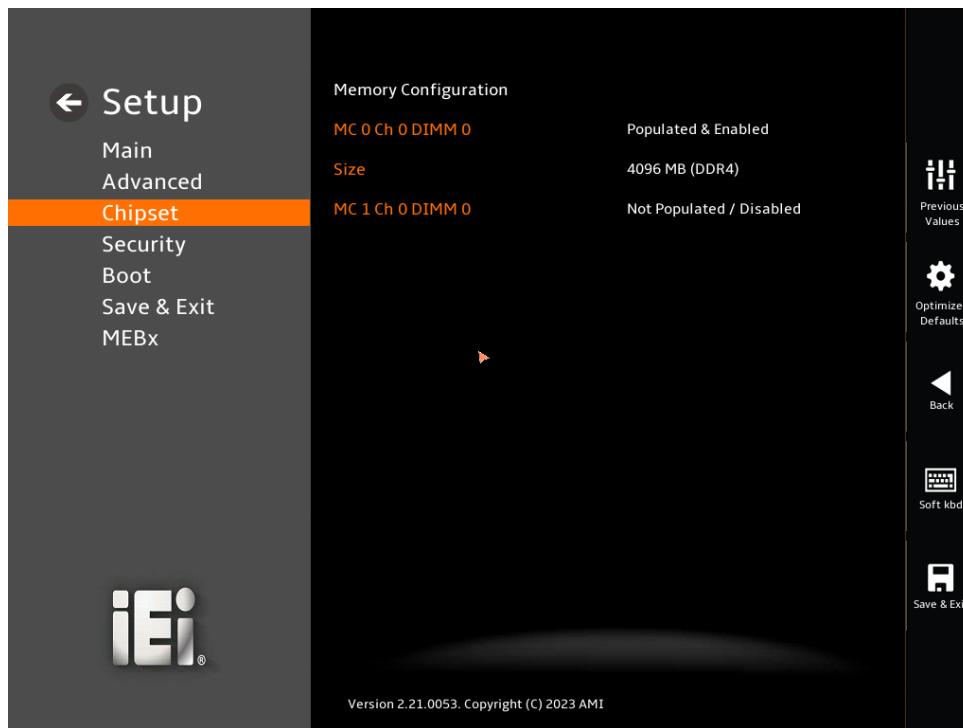 Setup
Main
Advanced
Chipset
Security
Boot
Save & Exit
MEBx
iEi®
Memory Configuration
MC 0 Ch 0 DIMM 0 Populated & Enabled
Size 4096 MB (DDR4)
MC 1 Ch 0 DIMM 0 Not Populated / Disabled
Version 2.21.0053. Copyright (C) 2023 AMI
Previous
Values
Optimize
Defaults
Back
Soft kbd
Save & Exi